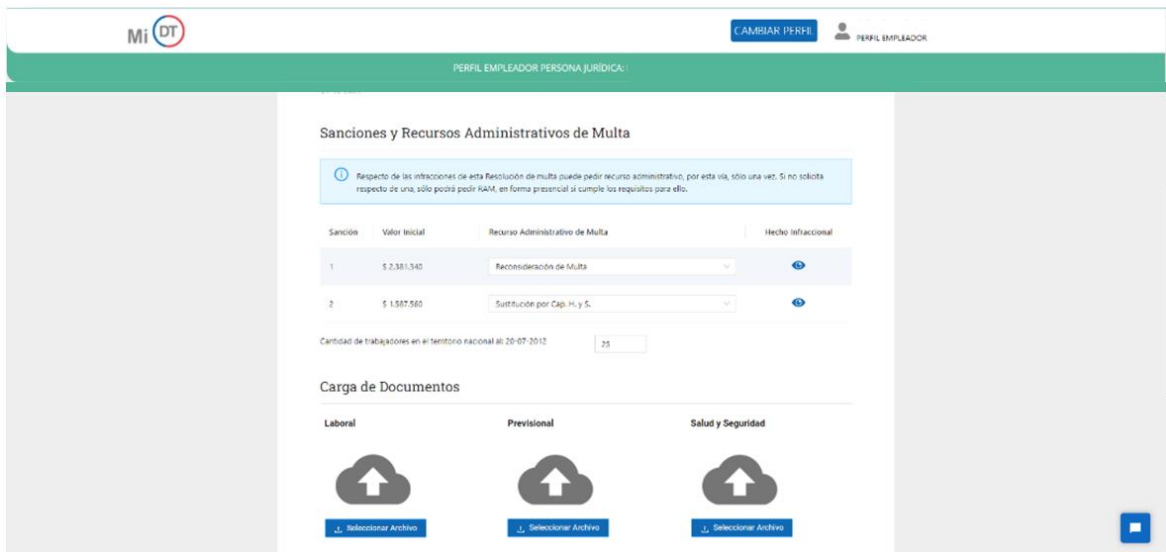 Mi DT
CAMBIAR PERFIL
PERFIL EMPLEADOR
PERFIL EMPLEADOR PERSONA JURÍDICA:
Sanciones y Recursos Administrativos de Multa
Respecto de las infracciones de esta Resolución de multa puede pedir recurso administrativo, por esta vía, sólo una vez. Si no solicita
respecto de una, sólo podrá pedir RAM, en forma presencial si cumple los requisitos para ello.
Sanción Valor Inicial Recurso Administrativo de Multa Hecho Infraccional
1 $ 2.381.340 Reconsideración de Multa
2 $ 1.587.560 Sustitución por Cap. H. y S.
Cantidad de trabajadores en el territorio nacional al: 20-07-2012 25
Carga de Documentos
Laboral Previsional Salud y Seguridad
Seleccionar Archivo Seleccionar Archivo Seleccionar Archivo